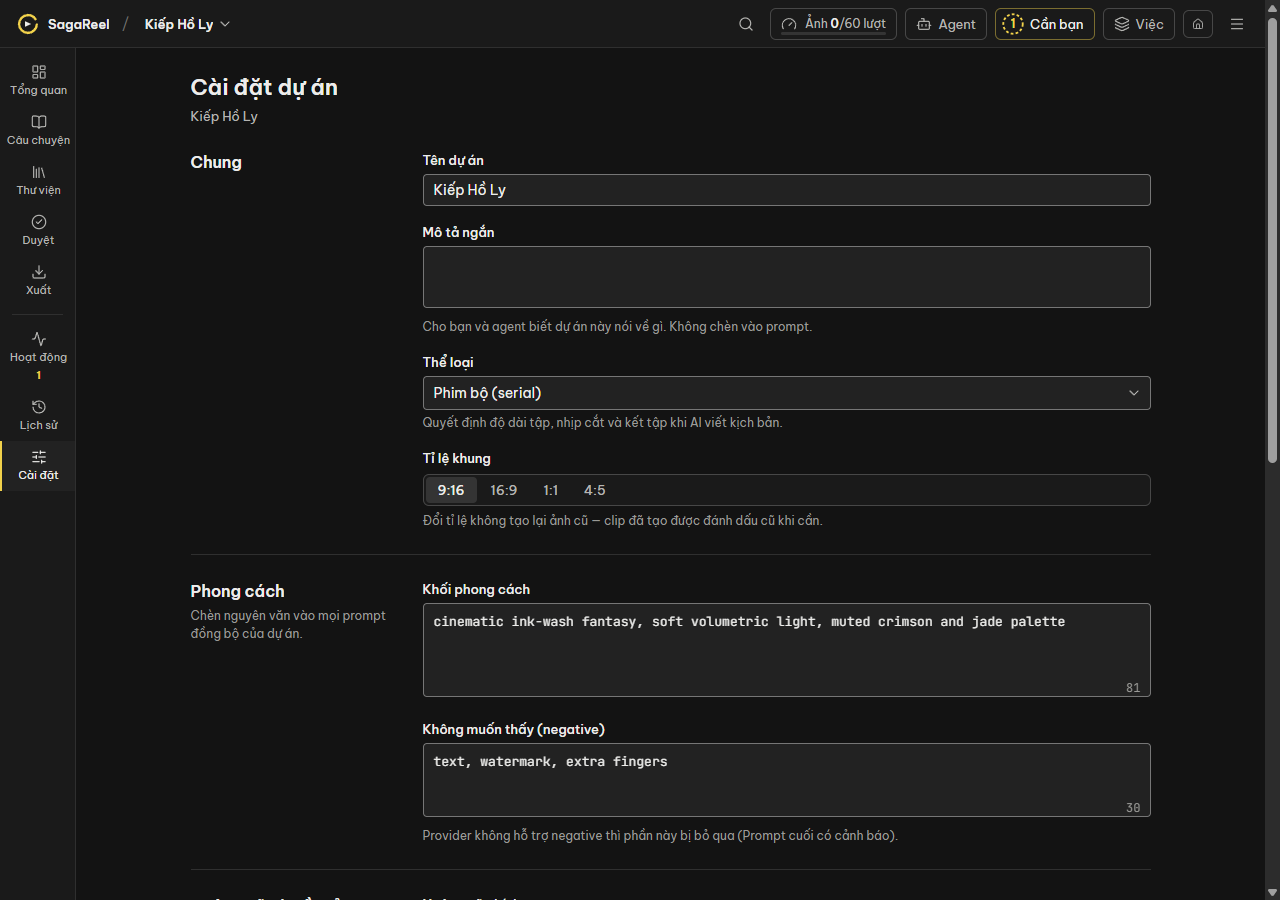 SagaReel / Kiếp Hồ Ly
Ảnh 0/60 lượt
Agent
1 Cần bạn
Việc
Tổng quan
Câu chuyện
Thư viện
Duyệt
Xuất
Hoạt động
1
Lịch sử
Cài đặt
Cài đặt dự án
Kiếp Hồ Ly
Chung
Tên dự án
Kiếp Hồ Ly
Mô tả ngắn
Cho bạn và agent biết dự án này nói về gì. Không chèn vào prompt.
Thể loại
Phim bộ (serial)
Quyết định độ dài tập, nhịp cắt và kết tập khi AI viết kịch bản.
Tỉ lệ khung
9:16 16:9 1:1 4:5
Đổi tỉ lệ không tạo lại ảnh cũ — clip đã tạo được đánh dấu cũ khi cần.
Phong cách
Chèn nguyên văn vào mọi prompt
đồng bộ của dự án.
Khối phong cách
cinematic ink-wash fantasy, soft volumetric light, muted crimson and jade palette
81
Không muốn thấy (negative)
text, watermark, extra fingers
30
Provider không hỗ trợ negative thì phần này bị bỏ qua (Prompt cuối có cảnh báo).